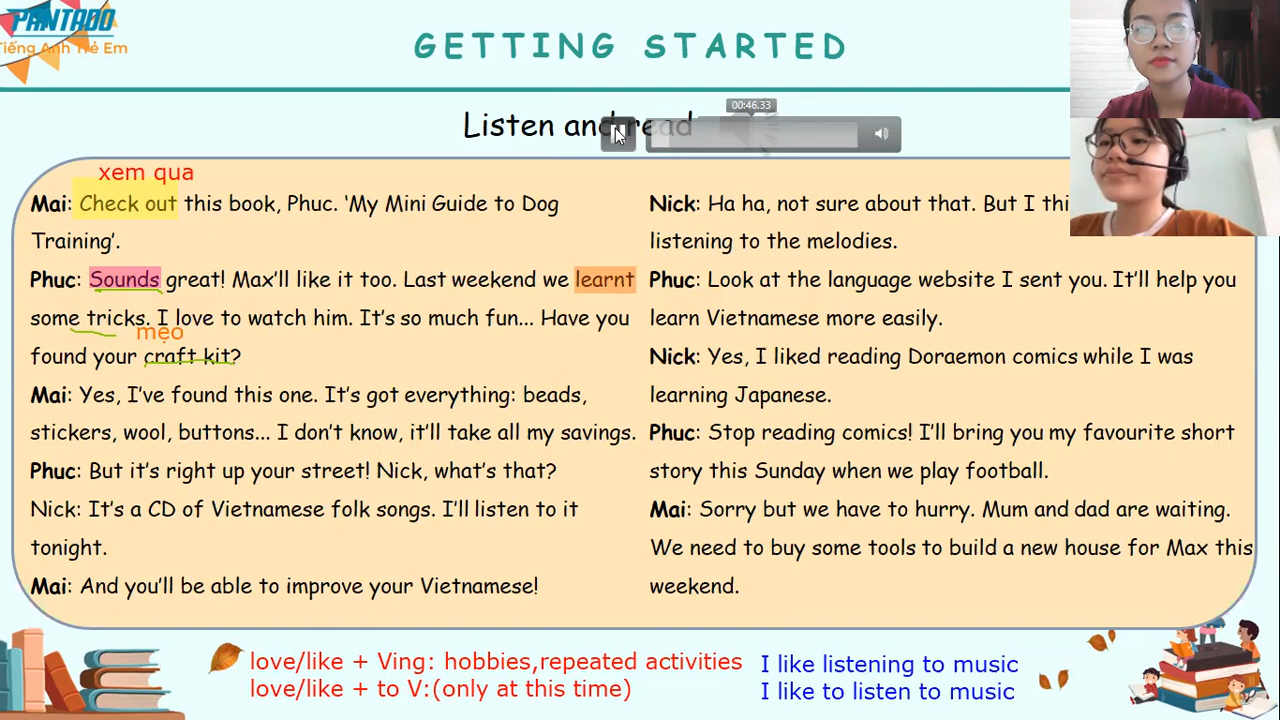 PANTADO
Tiếng Anh Trẻ Em
GETTING STARTED
Listen and read
00:46.33
xem qua
Mai: Check out this book, Phuc. 'My Mini Guide to Dog
Training'.
Phuc: Sounds great! Max'll like it too. Last weekend we learnt
some tricks. I love to watch him. It's so much fun... Have you
mẹo
found your craft kit?
Mai: Yes, I've found this one. It's got everything: beads,
stickers, wool, buttons... I don't know, it'll take all my savings.
Phuc: But it's right up your street! Nick, what's that?
Nick: It's a CD of Vietnamese folk songs. I'll listen to it
tonight.
Mai: And you'll be able to improve your Vietnamese!
Nick: Ha ha, not sure about that. But I thi
listening to the melodies.
Phuc: Look at the language website I sent you. It'll help you
learn Vietnamese more easily.
Nick: Yes, I liked reading Doraemon comics while I was
learning Japanese.
Phuc: Stop reading comics! I'll bring you my favourite short
story this Sunday when we play football.
Mai: Sorry but we have to hurry. Mum and dad are waiting.
We need to buy some tools to build a new house for Max this
weekend.
love/like + Ving: hobbies,repeated activities
love/like + to V:(only at this time)
I like listening to music
I like to listen to music